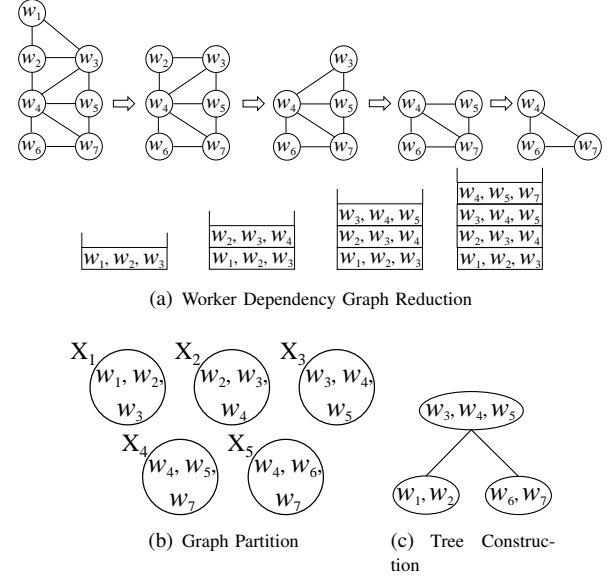 w1
w2 w3 w2 w3 w3
w4 w5 w4 w5 w4 w5 w4 w5 w4
w6 w7 w6 w7 w6 w7 w6 w7 w6 w7
w4, w5, w7
w3, w4, w5 w3, w4, w5
w2, w3, w4 w2, w3, w4 w2, w3, w4
w1, w2, w3 w1, w2, w3 w1, w2, w3 w1, w2, w3
(a) Worker Dependency Graph Reduction
X1 X2 X3
w1, w2, w2, w3, w3, w4,
w3 w4 w5
X4 X5
w4, w5, w4, w6,
w7 w7
(b) Graph Partition
w3, w4, w5
w1, w2 w6, w7
(c) Tree Construc-
tion